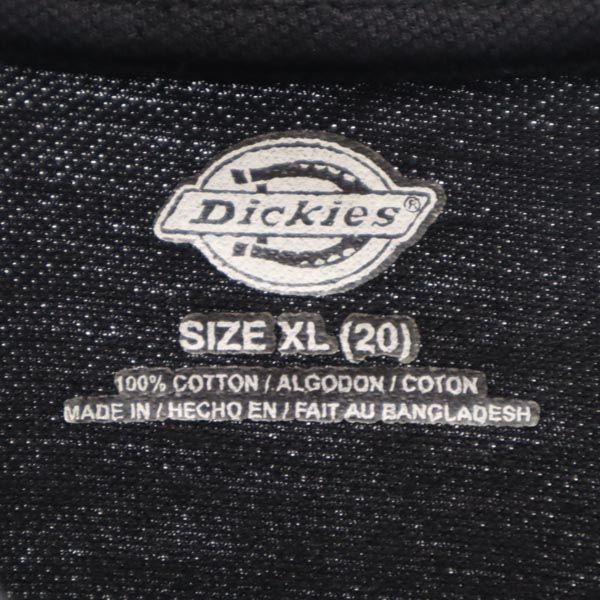 Dickies ®
SIZE XL (20)
100% COTTON / ALGODON / COTON
MADE IN / HECHO EN / FAIT AU BANGLADESH